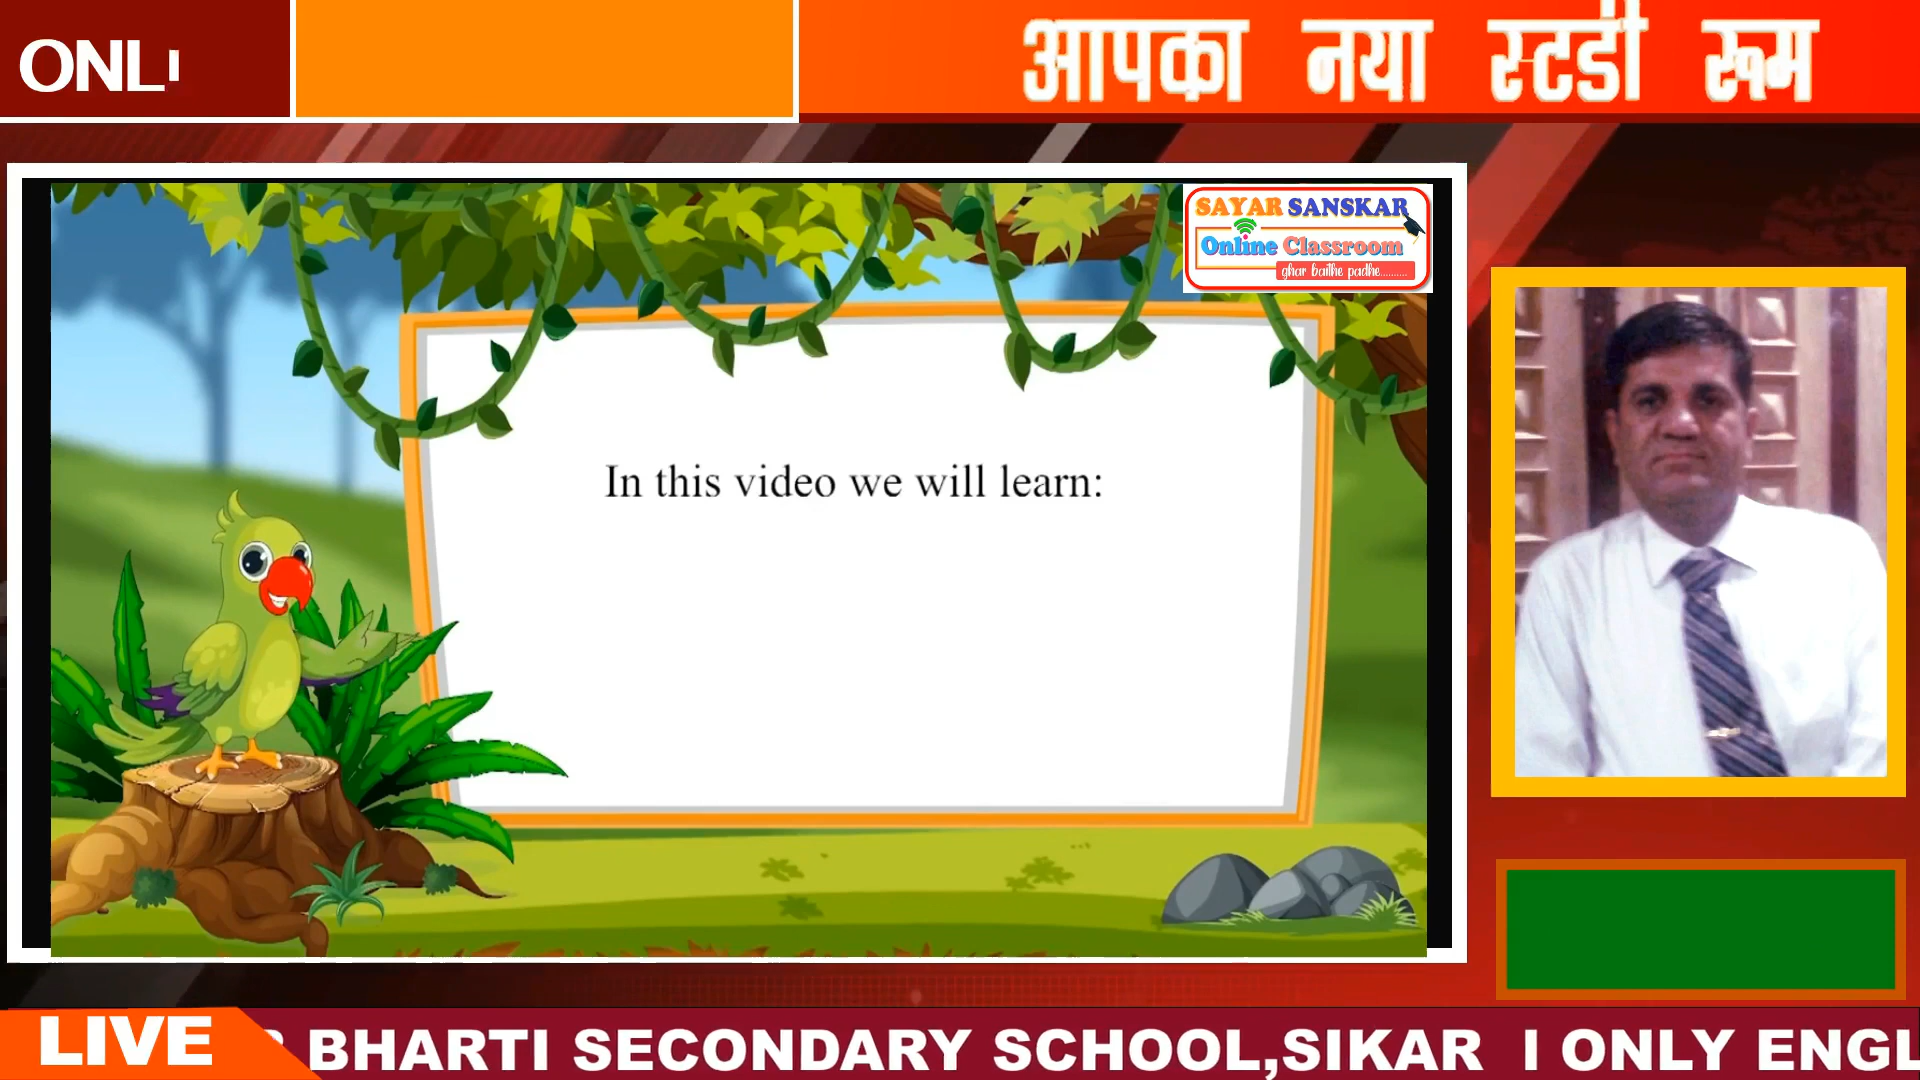 ONLI
आपका नया स्टडी रूम
SAYAR SANSKAR
Online Classroom
ghar baithe padhe..........
In this video we will learn:
LIVE
BHARTI SECONDARY SCHOOL,SIKAR I ONLY ENGL